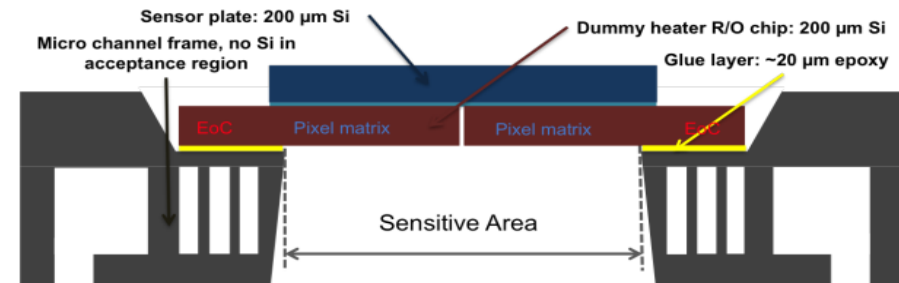 Sensor plate: 200 µm Si
Dummy heater R/O chip: 200 µm Si
Micro channel frame, no Si in
acceptance region
Glue layer: ~20 µm epoxy
EoC
Pixel matrix
Pixel matrix
EoC
Sensitive Area